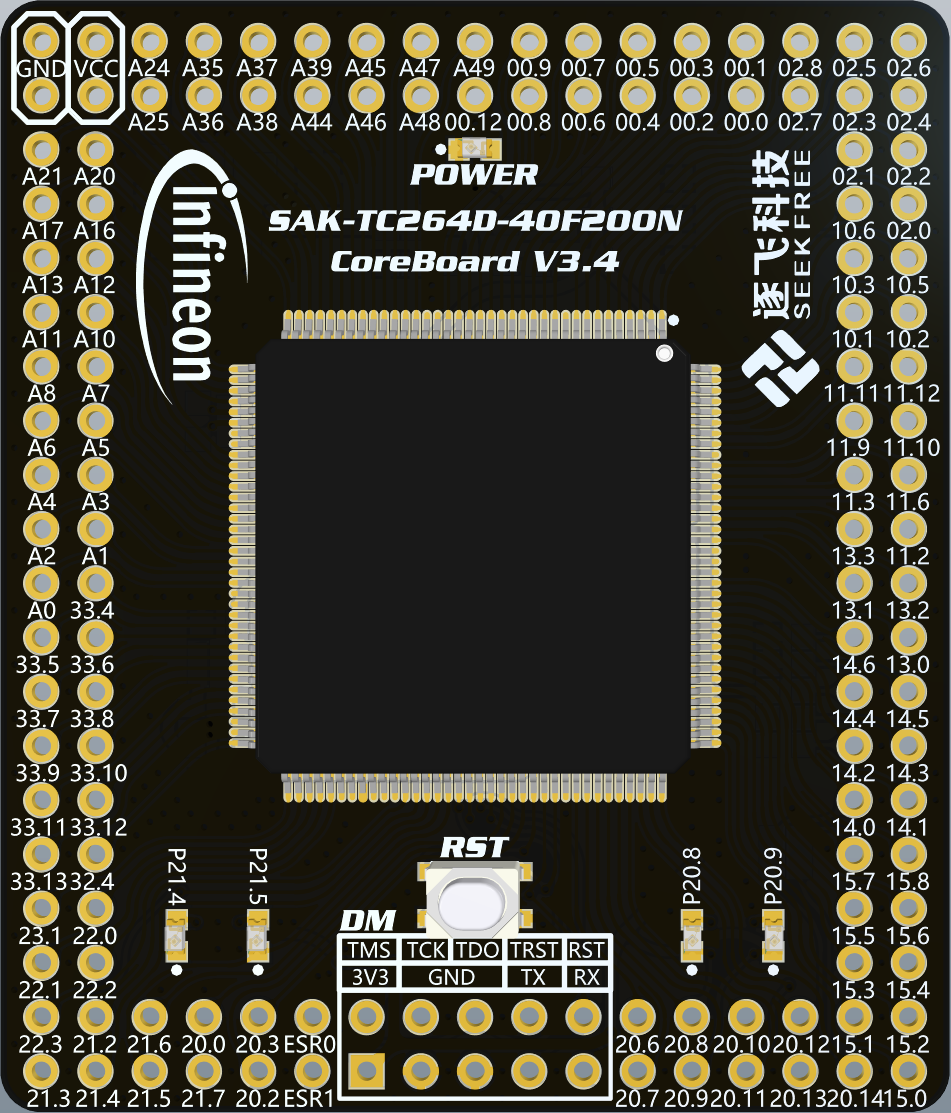 GND VCC A24 A35 A37 A39 A45 A47 A49 00.9 00.7 00.5 00.3 00.1 02.8 02.5 02.6
A25 A36 A38 A44 A46 A48 00.12 00.8 00.6 00.4 00.2 00.0 02.7 02.3 02.4
POWER
A21 A20 02.1 02.2
SAK-TC264D-40F200N
CoreBoard V3.4
Infineon
逐飞科技
SEEKFREE
A17 A16 10.6 02.0
A13 A12 10.3 10.5
A11 A10 10.1 10.2
A8 A7 11.11 11.12
A6 A5 11.9 11.10
A4 A3 11.3 11.6
A2 A1 13.3 11.2
A0 33.4 13.1 13.2
33.5 33.6 14.6 13.0
33.7 33.8 14.4 14.5
33.9 33.10 14.2 14.3
33.11 33.12 14.0 14.1
33.13 32.4 15.7 15.8
RST
P21.4 P21.5 P20.8 P20.9
DM
23.1 22.0 15.5 15.6
TMS TCK TDO TRST RST
3V3 GND TX RX
22.1 22.2 15.3 15.4
22.3 21.2 21.6 20.0 20.3 ESR0 20.6 20.8 20.10 20.12 15.1 15.2
21.3 21.4 21.5 21.7 20.2 ESR1 20.7 20.9 20.11 20.13 20.14 15.0